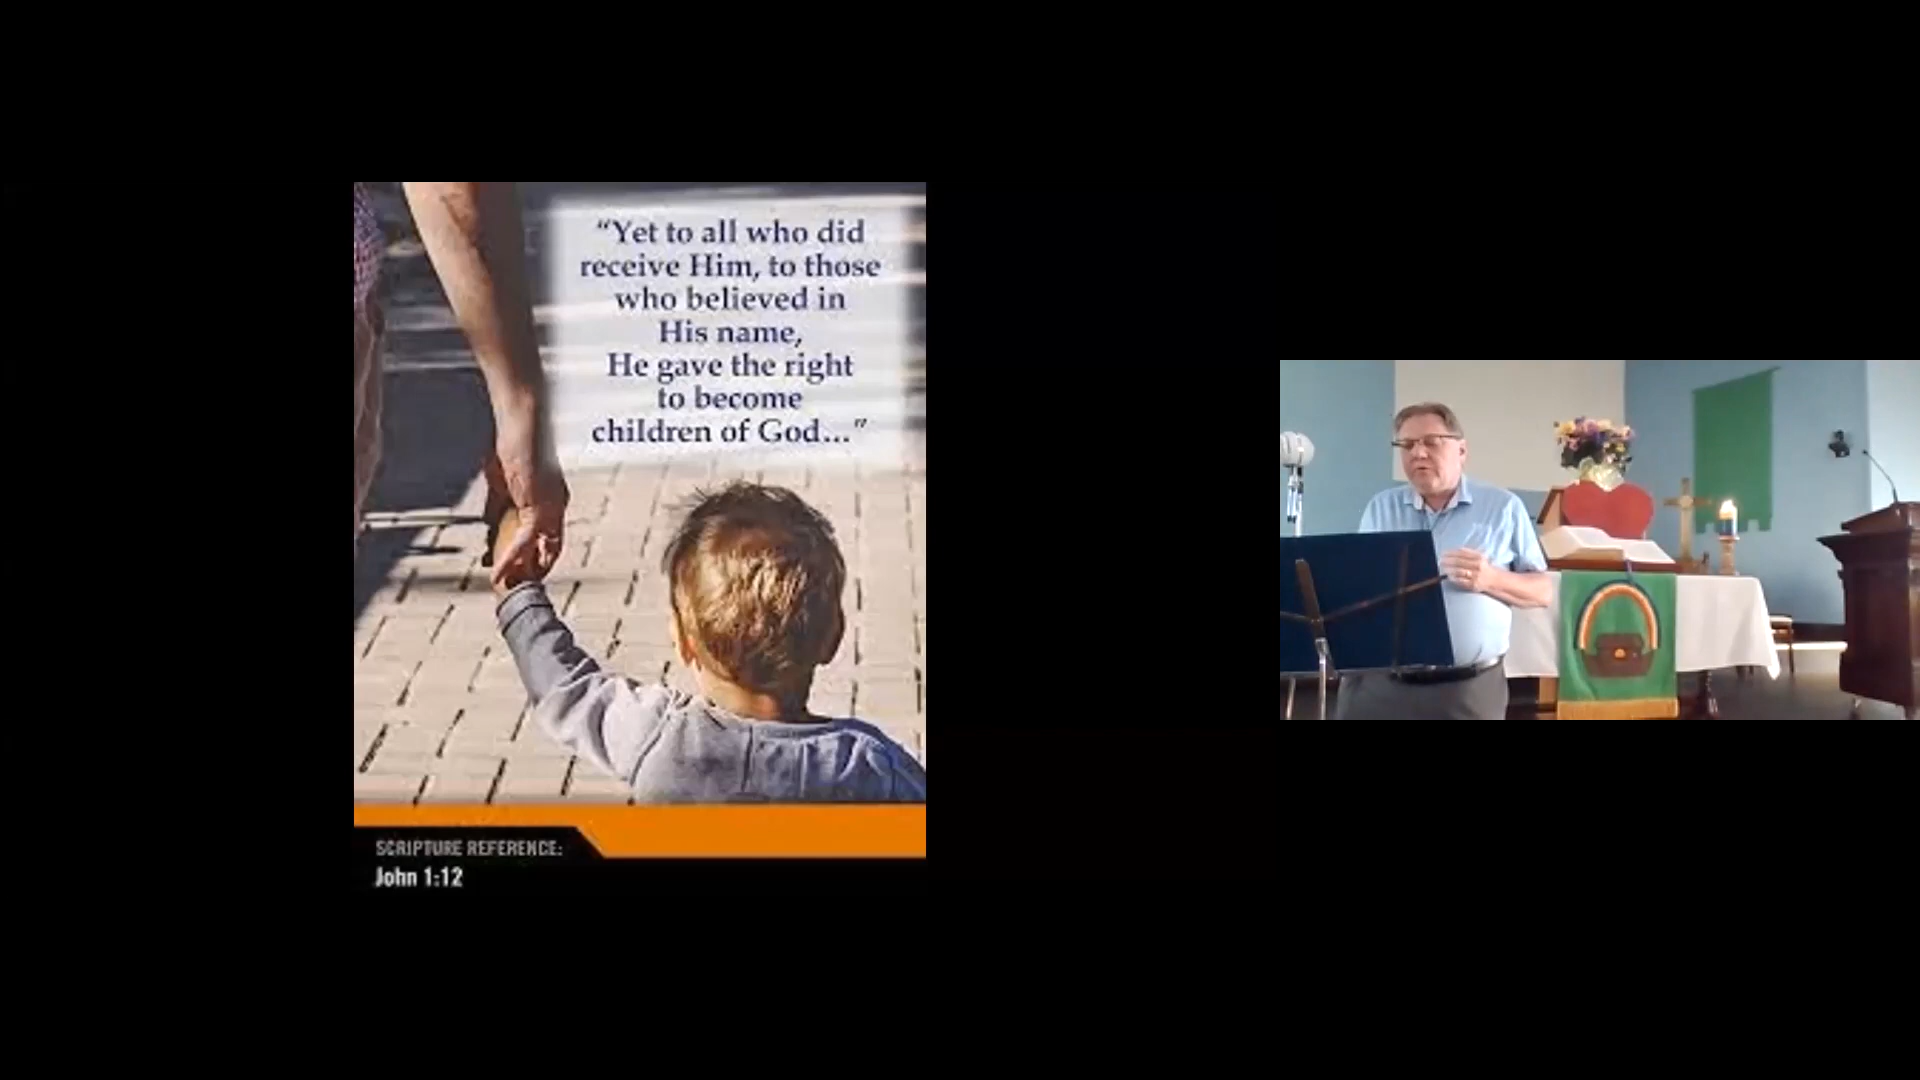 “Yet to all who did
receive Him, to those
who believed in
His name,
He gave the right
to become
children of God...”
SCRIPTURE REFERENCE:
John 1:12